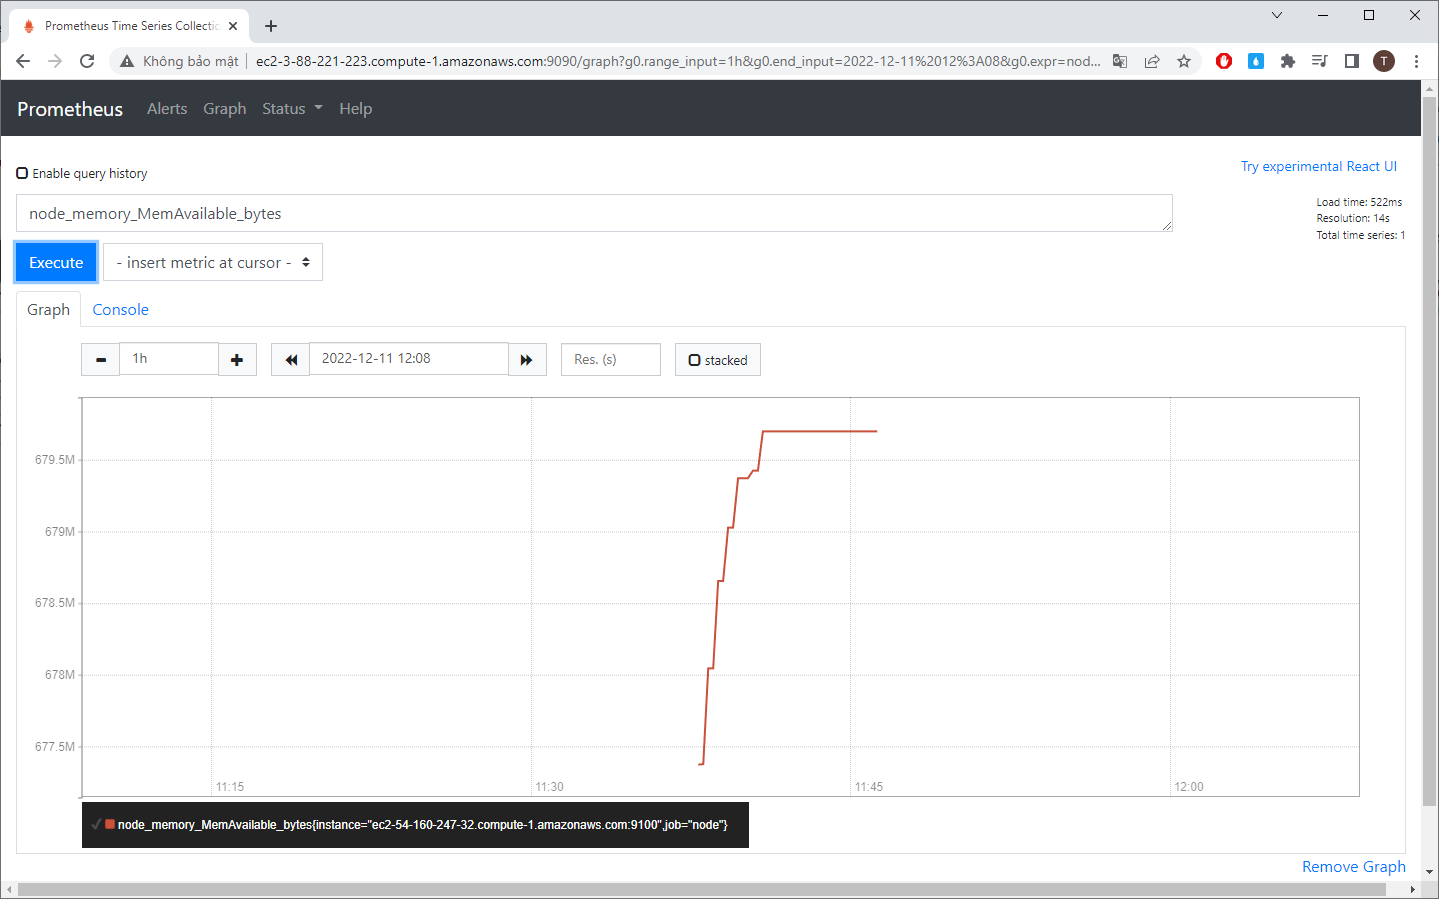 Prometheus Time Series Collectic
Không bảo mật
ec2-3-88-221-223.compute-1.amazonaws.com:9090/graph?g0.range_input=1h&g0.end_input=2022-12-11%2012%3A08&g0.expr=nod...
T
Prometheus
Alerts
Graph
Status
Help
Enable query history
Try experimental React UI
node_memory_MemAvailable_bytes
Load time: 522ms
Resolution: 14s
Total time series: 1
Execute
- insert metric at cursor -
Graph
Console
1h
2022-12-11 12:08
Res. (s)
stacked
679.5M
679M
678.5M
678M
677.5M
11:15
11:30
11:45
12:00
node_memory_MemAvailable_bytes{instance="ec2-54-160-247-32.compute-1.amazonaws.com:9100",job="node"}
Remove Graph